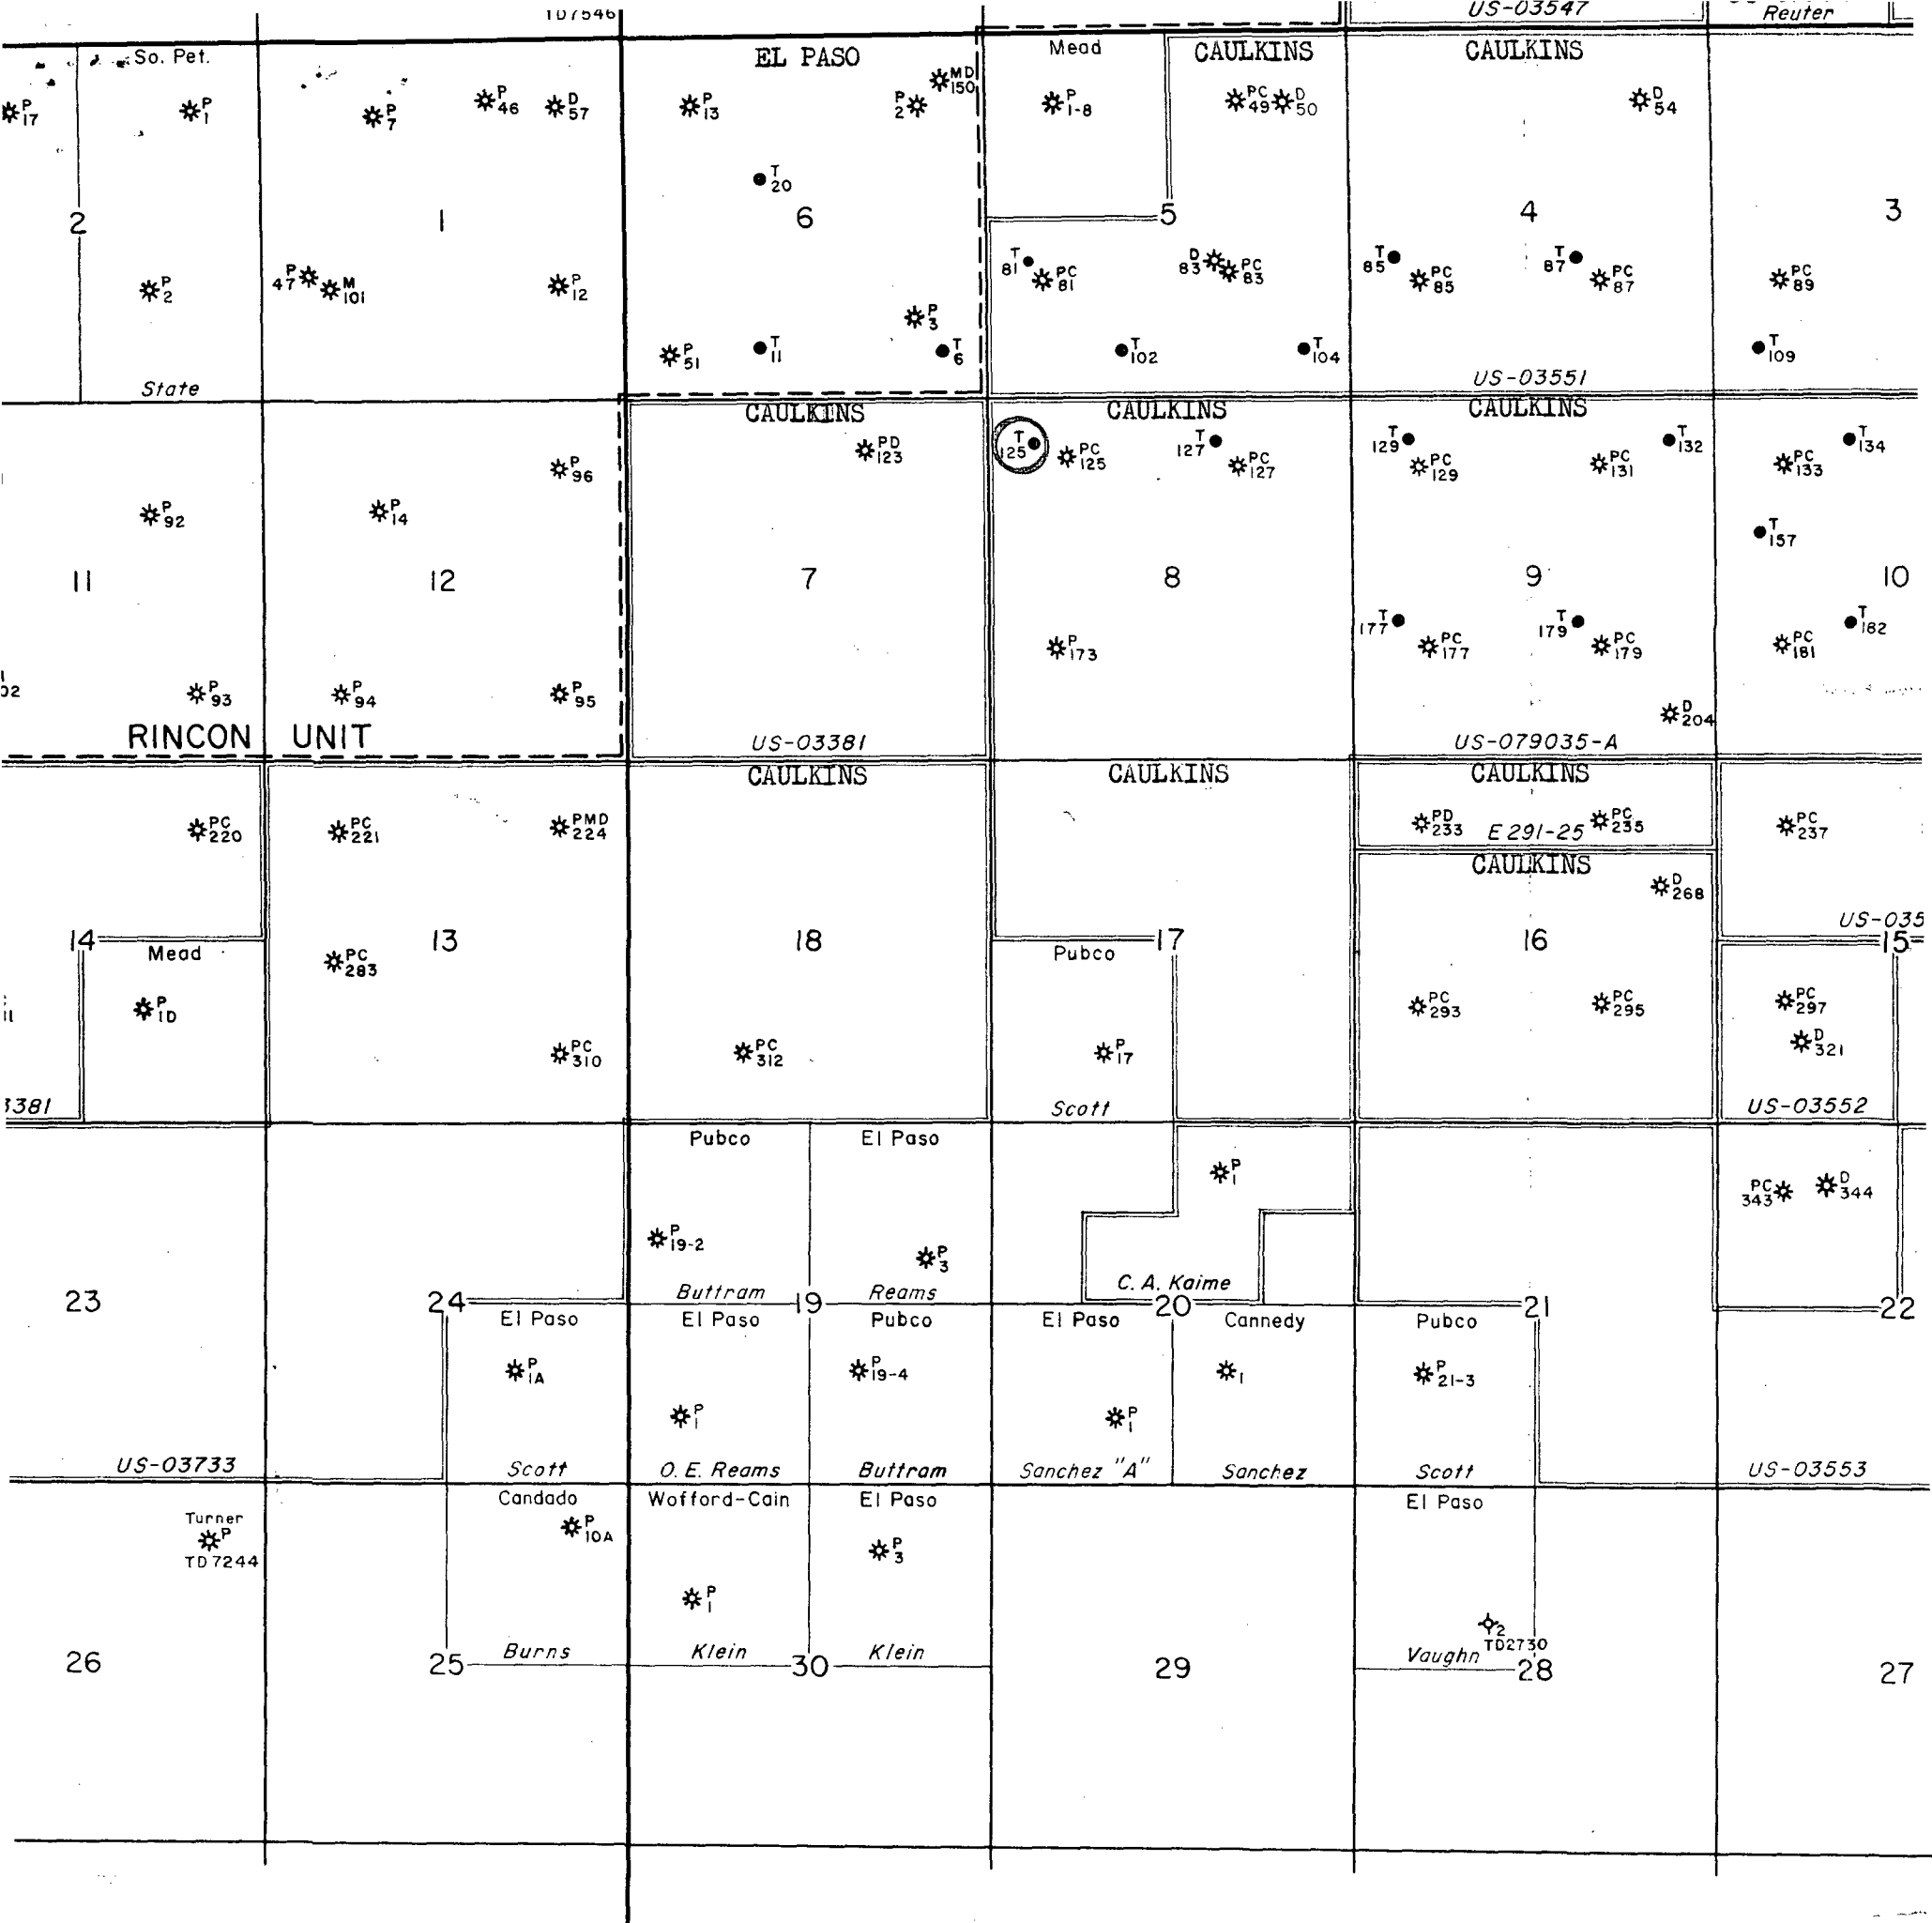 TD7546
US-03547
Reuter
So. Pet.
EL PASO
Mead
CAULKINS
CAULKINS
P 17
P 1
P 7
P 46
D 57
P 13
P 2
MD 150
P 1-8
PC 49
D 50
D 54
T 20
2
1
6
5
4
3
P 2
P 47
M 101
P 12
P 3
T 81
PC 81
D 83
PC 83
T 85
PC 85
T 87
PC 87
PC 89
P 51
T 11
T 6
T 102
T 104
T 109
State
US-03551
CAULKINS
CAULKINS
CAULKINS
P 96
PD 123
T 125
PC 125
T 127
PC 127
T 129
PC 129
PC 131
T 132
PC 133
T 134
P 92
P 14
T 157
11
12
7
8
9
10
P 173
T 177
PC 177
T 179
PC 179
PC 181
T 182
02
P 93
P 94
P 95
D 204
RINCON UNIT
US-03381
US-079035-A
CAULKINS
CAULKINS
CAULKINS
PC 220
PC 221
PMD 224
PD 233
E 291-25
PC 235
PC 237
CAULKINS
D 268
US-035
14
13
18
17
16
15
Mead
Pubco
PC 283
P 1D
PC 293
PC 295
PC 297
PC 310
PC 312
P 17
D 321
3381
Scott
US-03552
Pubco
El Paso
P 1
PC 343
D 344
P 19-2
P 3
Buttram
Reams
C. A. Kaime
23
24
19
20
21
22
El Paso
El Paso
Pubco
El Paso
Cannedy
Pubco
P 1A
P 19-4
1
P 21-3
P 1
P 1
US-03733
Scott
O. E. Reams
Buttram
Sanchez "A"
Sanchez
Scott
US-03553
Candado
Wofford-Cain
El Paso
El Paso
Turner
P
TD 7244
P 10A
P 3
P 1
2
TD2730
Burns
Klein
Klein
Vaughn
26
25
30
29
28
27